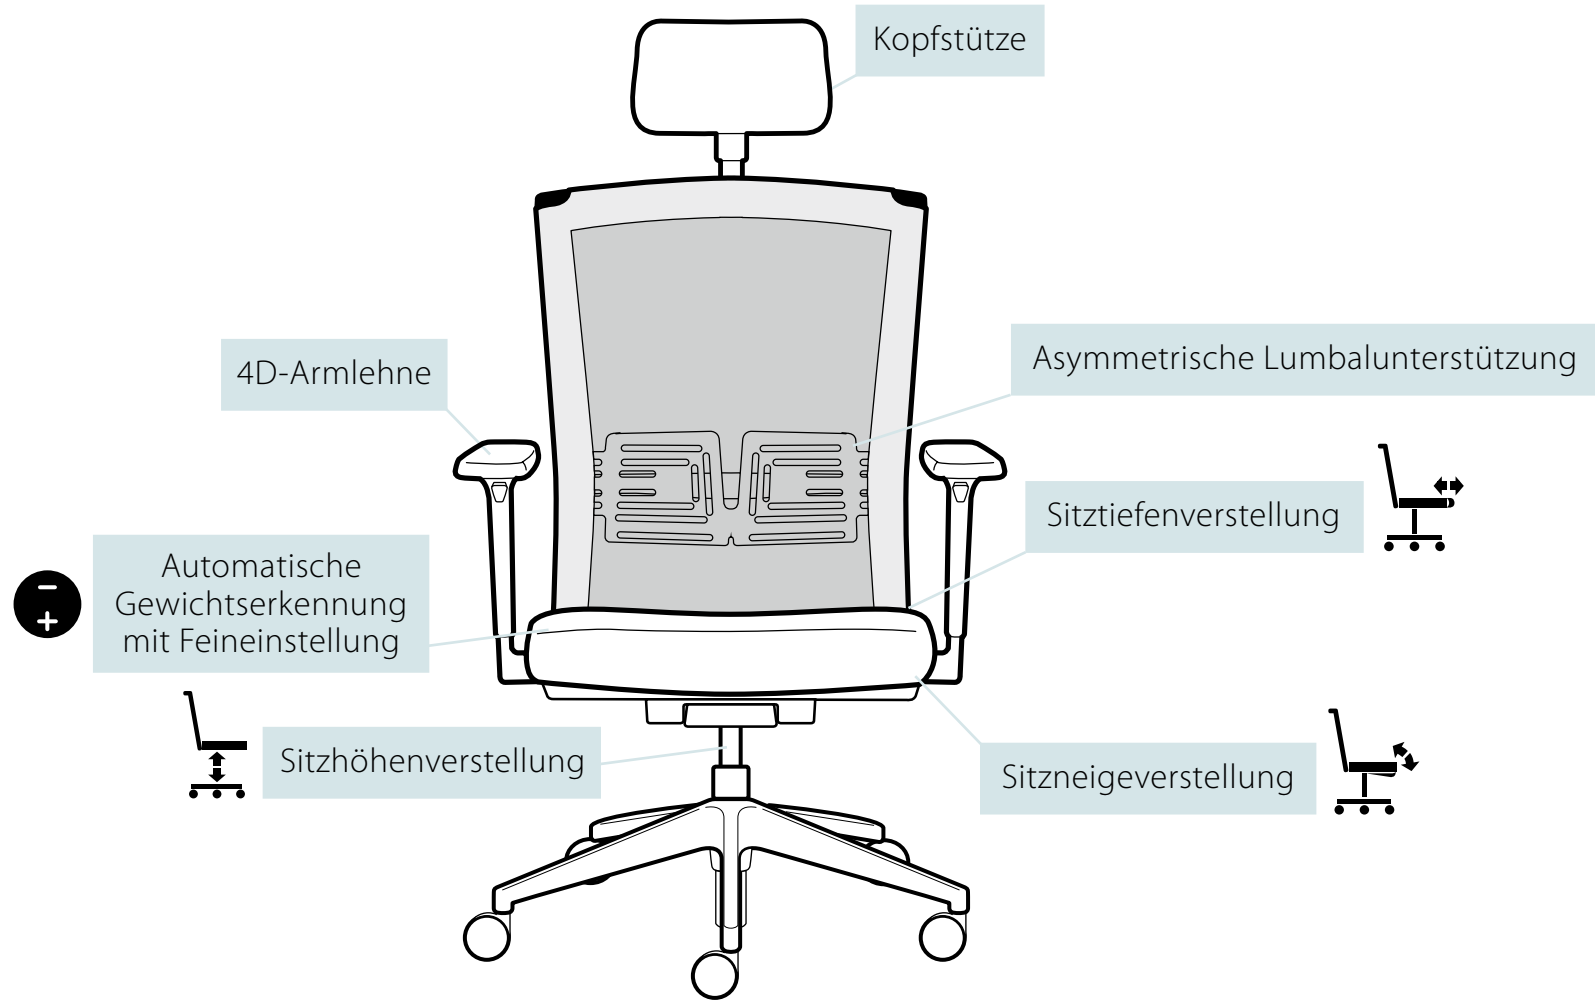 Kopfstütze
4D-Armlehne
Asymmetrische Lumbalunterstützung
Sitztiefenverstellung
Automatische
Gewichtserkennung
mit Feineinstellung
Sitzhöhenverstellung
Sitzneigeverstellung